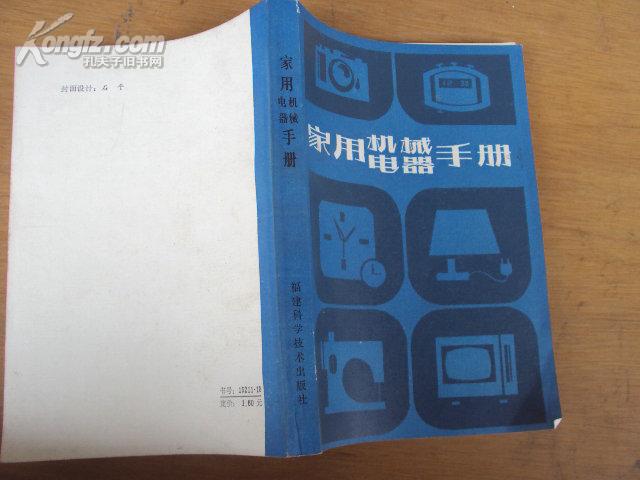 Kongfz.com
孔夫子旧书网
封面设计：石 千
书号：15211·18
定价：1.60元
家用机械电器手册
福建科学技术出版社
家用机械电器手册